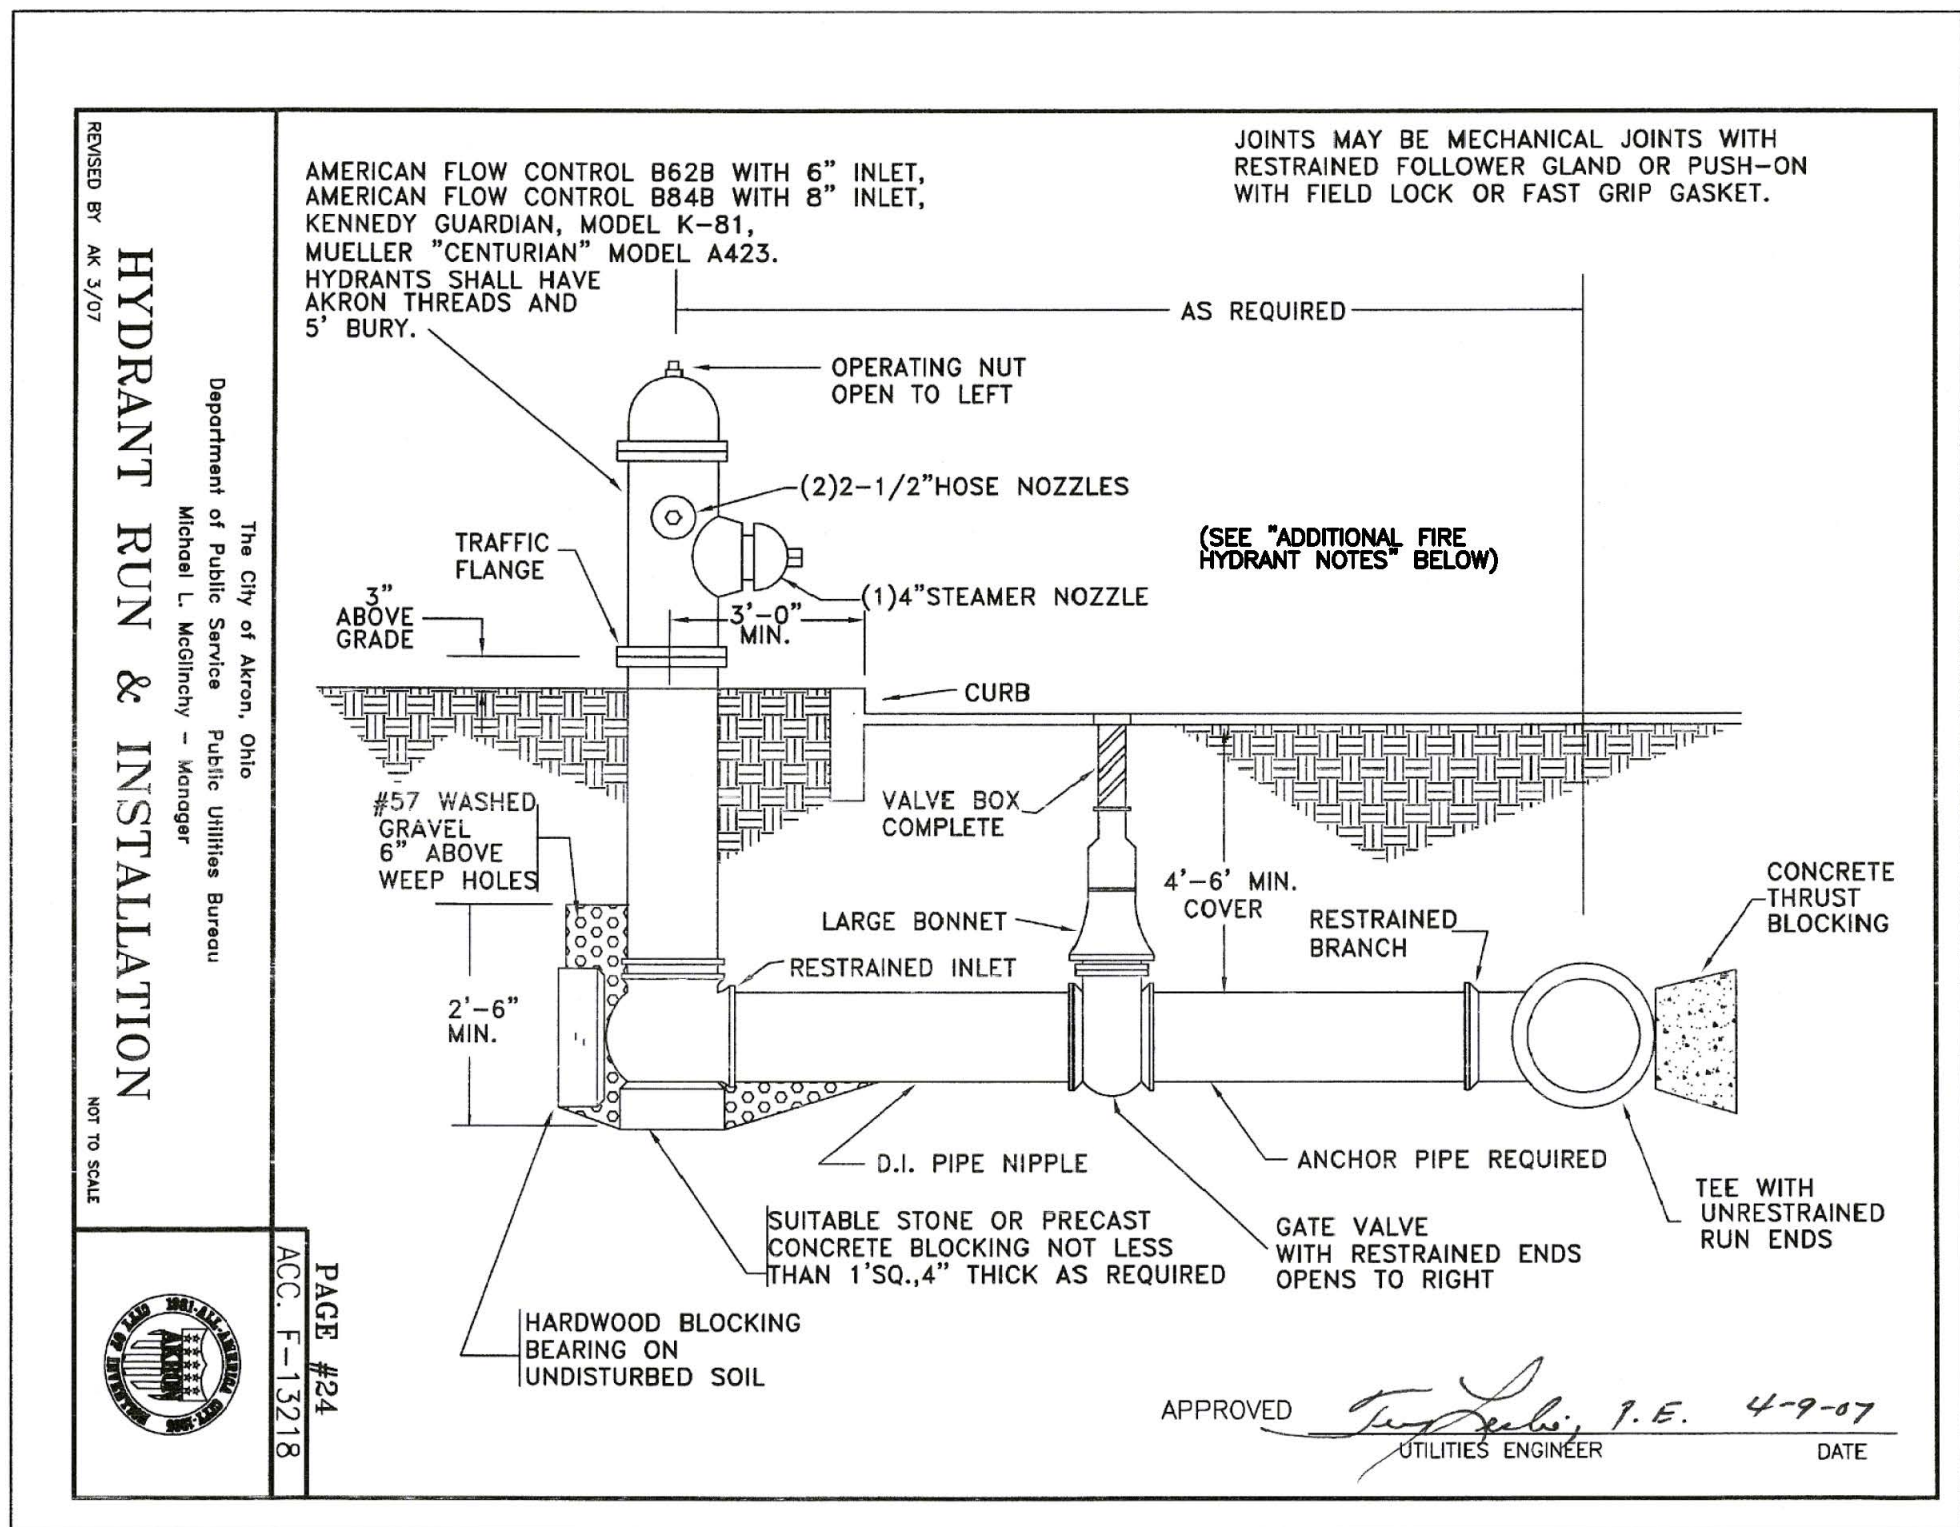 AMERICAN FLOW CONTROL B62B WITH 6" INLET,
AMERICAN FLOW CONTROL B84B WITH 8" INLET,
KENNEDY GUARDIAN, MODEL K-81,
MUELLER "CENTURIAN" MODEL A423.
HYDRANTS SHALL HAVE
AKRON THREADS AND
5' BURY.
JOINTS MAY BE MECHANICAL JOINTS WITH
RESTRAINED FOLLOWER GLAND OR PUSH-ON
WITH FIELD LOCK OR FAST GRIP GASKET.
AS REQUIRED
OPERATING NUT
OPEN TO LEFT
(2)2-1/2"HOSE NOZZLES
TRAFFIC
FLANGE
(SEE "ADDITIONAL FIRE
HYDRANT NOTES" BELOW)
(1)4"STEAMER NOZZLE
3"
ABOVE
GRADE
3'-0"
MIN.
CURB
#57 WASHED
GRAVEL
6" ABOVE
WEEP HOLES
VALVE BOX
COMPLETE
4'-6' MIN.
COVER
LARGE BONNET
RESTRAINED
BRANCH
CONCRETE
THRUST
BLOCKING
RESTRAINED INLET
2'-6"
MIN.
D.I. PIPE NIPPLE
ANCHOR PIPE REQUIRED
TEE WITH
UNRESTRAINED
RUN ENDS
SUITABLE STONE OR PRECAST
CONCRETE BLOCKING NOT LESS
THAN 1'SQ.,4" THICK AS REQUIRED
GATE VALVE
WITH RESTRAINED ENDS
OPENS TO RIGHT
HARDWOOD BLOCKING
BEARING ON
UNDISTURBED SOIL
APPROVED
P.E. 4-9-07
UTILITIES ENGINEER
DATE
The City of Akron, Ohio
Department of Public Service Public Utilities Bureau
Michael L. McGlinchy - Manager
HYDRANT RUN & INSTALLATION
REVISED BY AK 3/07
NOT TO SCALE
PAGE #24
ACC. F-13218
1981-ALL-AMERICA CITY-1995
AKRON
CITY OF INVENTION